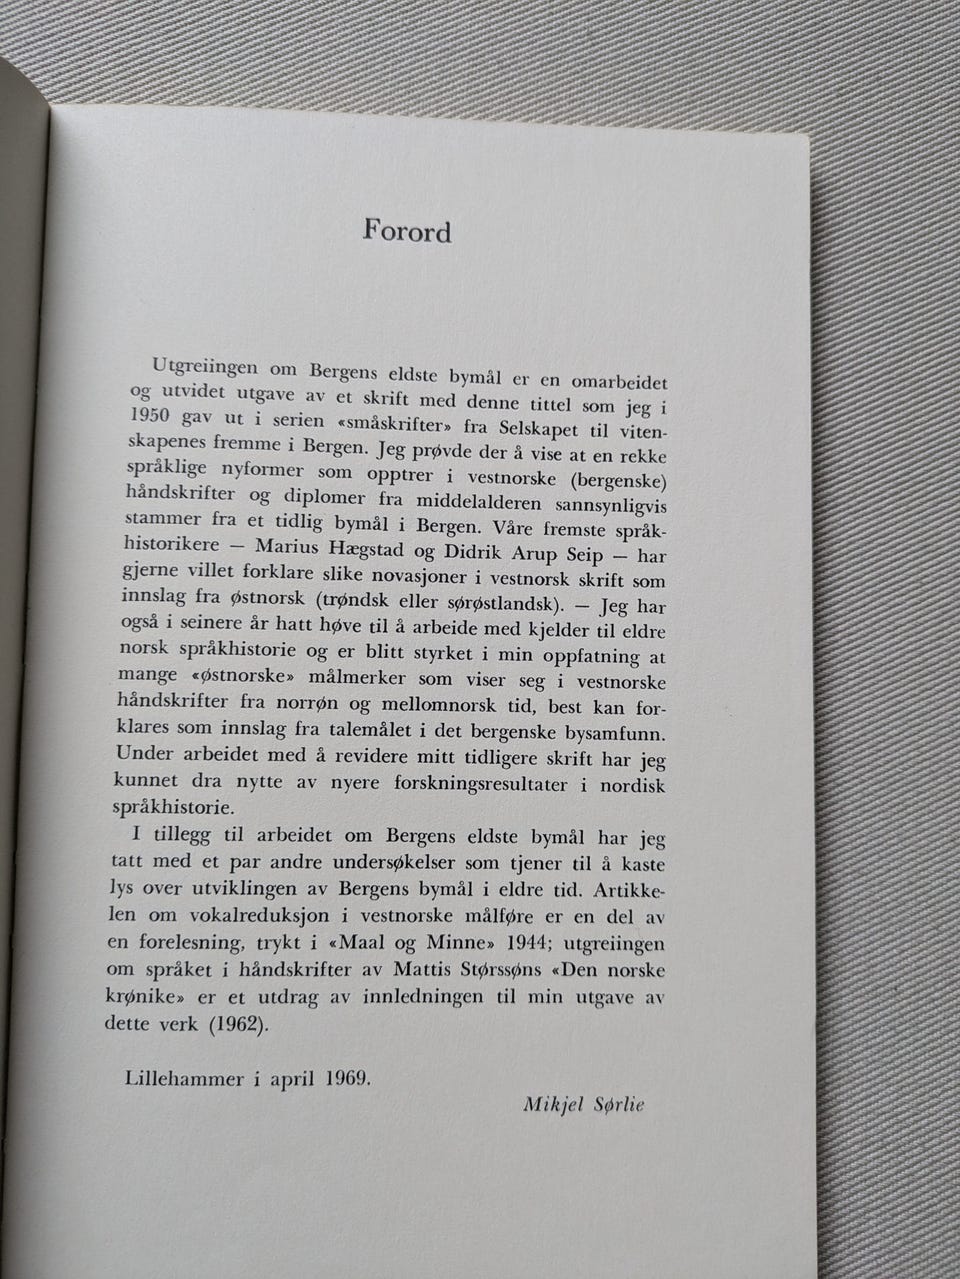 Forord
Utgreiingen om Bergens eldste bymål er en omarbeidet
og utvidet utgave av et skrift med denne tittel som jeg i
1950 gav ut i serien «småskrifter» fra Selskapet til viten-
skapenes fremme i Bergen. Jeg prøvde der å vise at en rekke
språklige nyformer som opptrer i vestnorske (bergenske)
håndskrifter og diplomer fra middelalderen sannsynligvis
stammer fra et tidlig bymål i Bergen. Våre fremste språk-
historikere — Marius Hægstad og Didrik Arup Seip — har
gjerne villet forklare slike novasjoner i vestnorsk skrift som
innslag fra østnorsk (trøndsk eller sørøstlandsk). — Jeg har
også i seinere år hatt høve til å arbeide med kjelder til eldre
norsk språkhistorie og er blitt styrket i min oppfatning at
mange «østnorske» målmerker som viser seg i vestnorske
håndskrifter fra norrøn og mellomnorsk tid, best kan for-
klares som innslag fra talemålet i det bergenske bysamfunn.
Under arbeidet med å revidere mitt tidligere skrift har jeg
kunnet dra nytte av nyere forskningsresultater i nordisk
språkhistorie.
I tillegg til arbeidet om Bergens eldste bymål har jeg
tatt med et par andre undersøkelser som tjener til å kaste
lys over utviklingen av Bergens bymål i eldre tid. Artikke-
len om vokalreduksjon i vestnorske målføre er en del av
en forelesning, trykt i «Maal og Minne» 1944; utgreiingen
om språket i håndskrifter av Mattis Størssøns «Den norske
krønike» er et utdrag av innledningen til min utgave av
dette verk (1962).
Lillehammer i april 1969.
Mikjel Sørlie